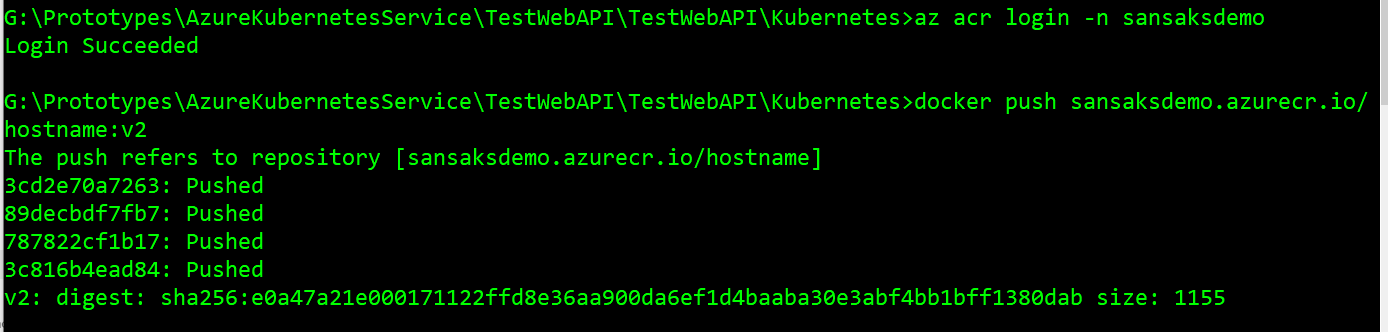 G:\Prototypes\AzureKubernetesService\TestWebAPI\TestWebAPI\Kubernetes>az acr login -n sansaksdemo
Login Succeeded
G:\Prototypes\AzureKubernetesService\TestWebAPI\TestWebAPI\Kubernetes>docker push sansaksdemo.azurecr.io/
hostname:v2
The push refers to repository [sansaksdemo.azurecr.io/hostname]
3cd2e70a7263: Pushed
89decbdf7fb7: Pushed
787822cf1b17: Pushed
3c816b4ead84: Pushed
v2: digest: sha256:e0a47a21e000171122ffd8e36aa900da6ef1d4baaba30e3abf4bb1bff1380dab size: 1155